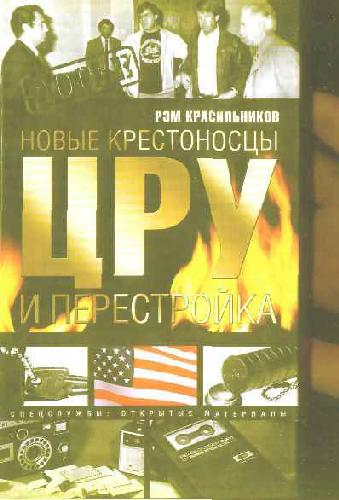 РЭМ КРАСИЛЬНИКОВ
НОВЫЕ КРЕСТОНОСЦЫ
ЦРУ
И ПЕРЕСТРОЙКА
СПЕЦСЛУЖБЫ: ОТКРЫТЫЕ МАТЕРИАЛЫ